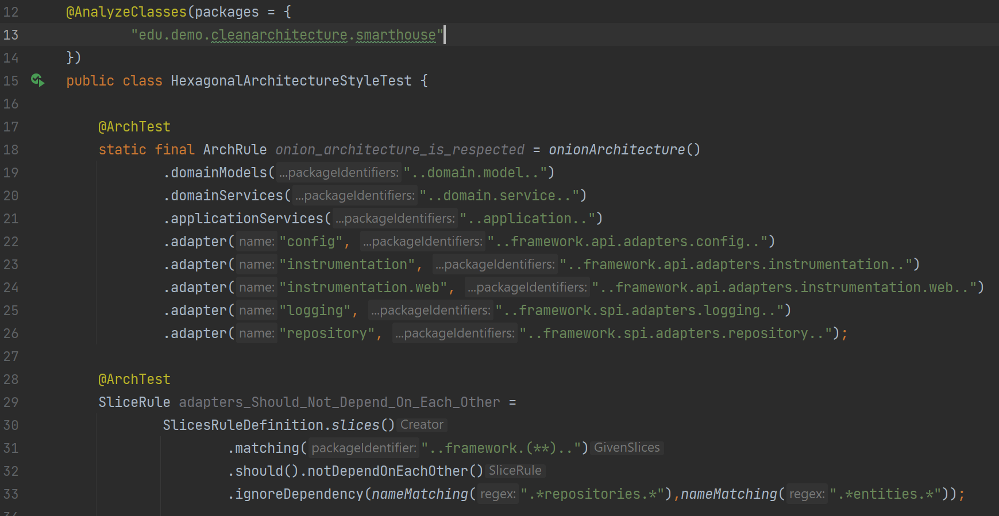 12 @AnalyzeClasses(packages = {
13 "edu.demo.cleanarchitecture.smarthouse"
14 })
15 public class HexagonalArchitectureStyleTest {
16
17 @ArchTest
18 static final ArchRule onion_architecture_is_respected = onionArchitecture()
19 .domainModels( ...packageIdentifiers: "..domain.model..")
20 .domainServices( ...packageIdentifiers: "..domain.service..")
21 .applicationServices( ...packageIdentifiers: "..application..")
22 .adapter( name: "config", ...packageIdentifiers: "..framework.api.adapters.config..")
23 .adapter( name: "instrumentation", ...packageIdentifiers: "..framework.api.adapters.instrumentation..")
24 .adapter( name: "instrumentation.web", ...packageIdentifiers: "..framework.api.adapters.instrumentation.web..")
25 .adapter( name: "logging", ...packageIdentifiers: "..framework.spi.adapters.logging..")
26 .adapter( name: "repository", ...packageIdentifiers: "..framework.spi.adapters.repository..");
27
28 @ArchTest
29 SliceRule adapters_Should_Not_Depend_On_Each_Other =
30 SlicesRuleDefinition.slices() Creator
31 .matching( packageIdentifier: "..framework.(**)..") GivenSlices
32 .should().notDependOnEachOther() SliceRule
33 .ignoreDependency(nameMatching( regex: ".*repositories.*"),nameMatching( regex: ".*entities.*"));